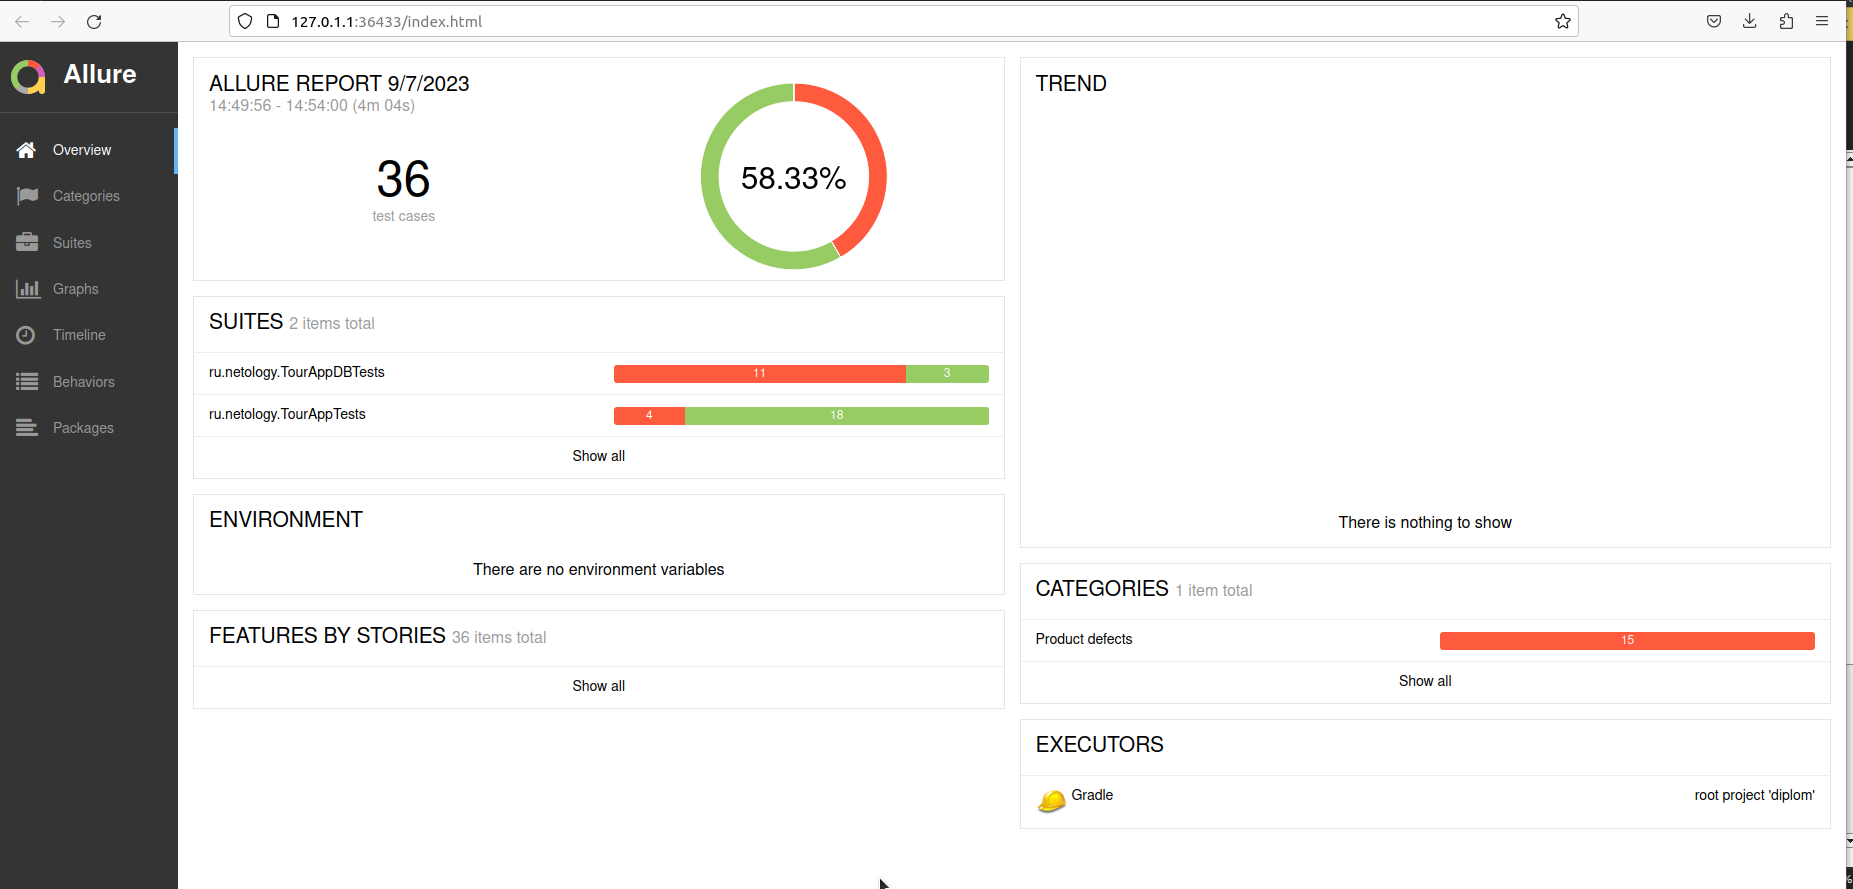 127.0.1.1:36433/index.html
Allure
Overview
Categories
Suites
Graphs
Timeline
Behaviors
Packages
ALLURE REPORT 9/7/2023
14:49:56 - 14:54:00 (4m 04s)
36
test cases
58.33%
SUITES 2 items total
ru.netology.TourAppDBTests 11 3
ru.netology.TourAppTests 4 18
Show all
ENVIRONMENT
There are no environment variables
FEATURES BY STORIES 36 items total
Show all
TREND
There is nothing to show
CATEGORIES 1 item total
Product defects 15
Show all
EXECUTORS
Gradle root project 'diplom'
%